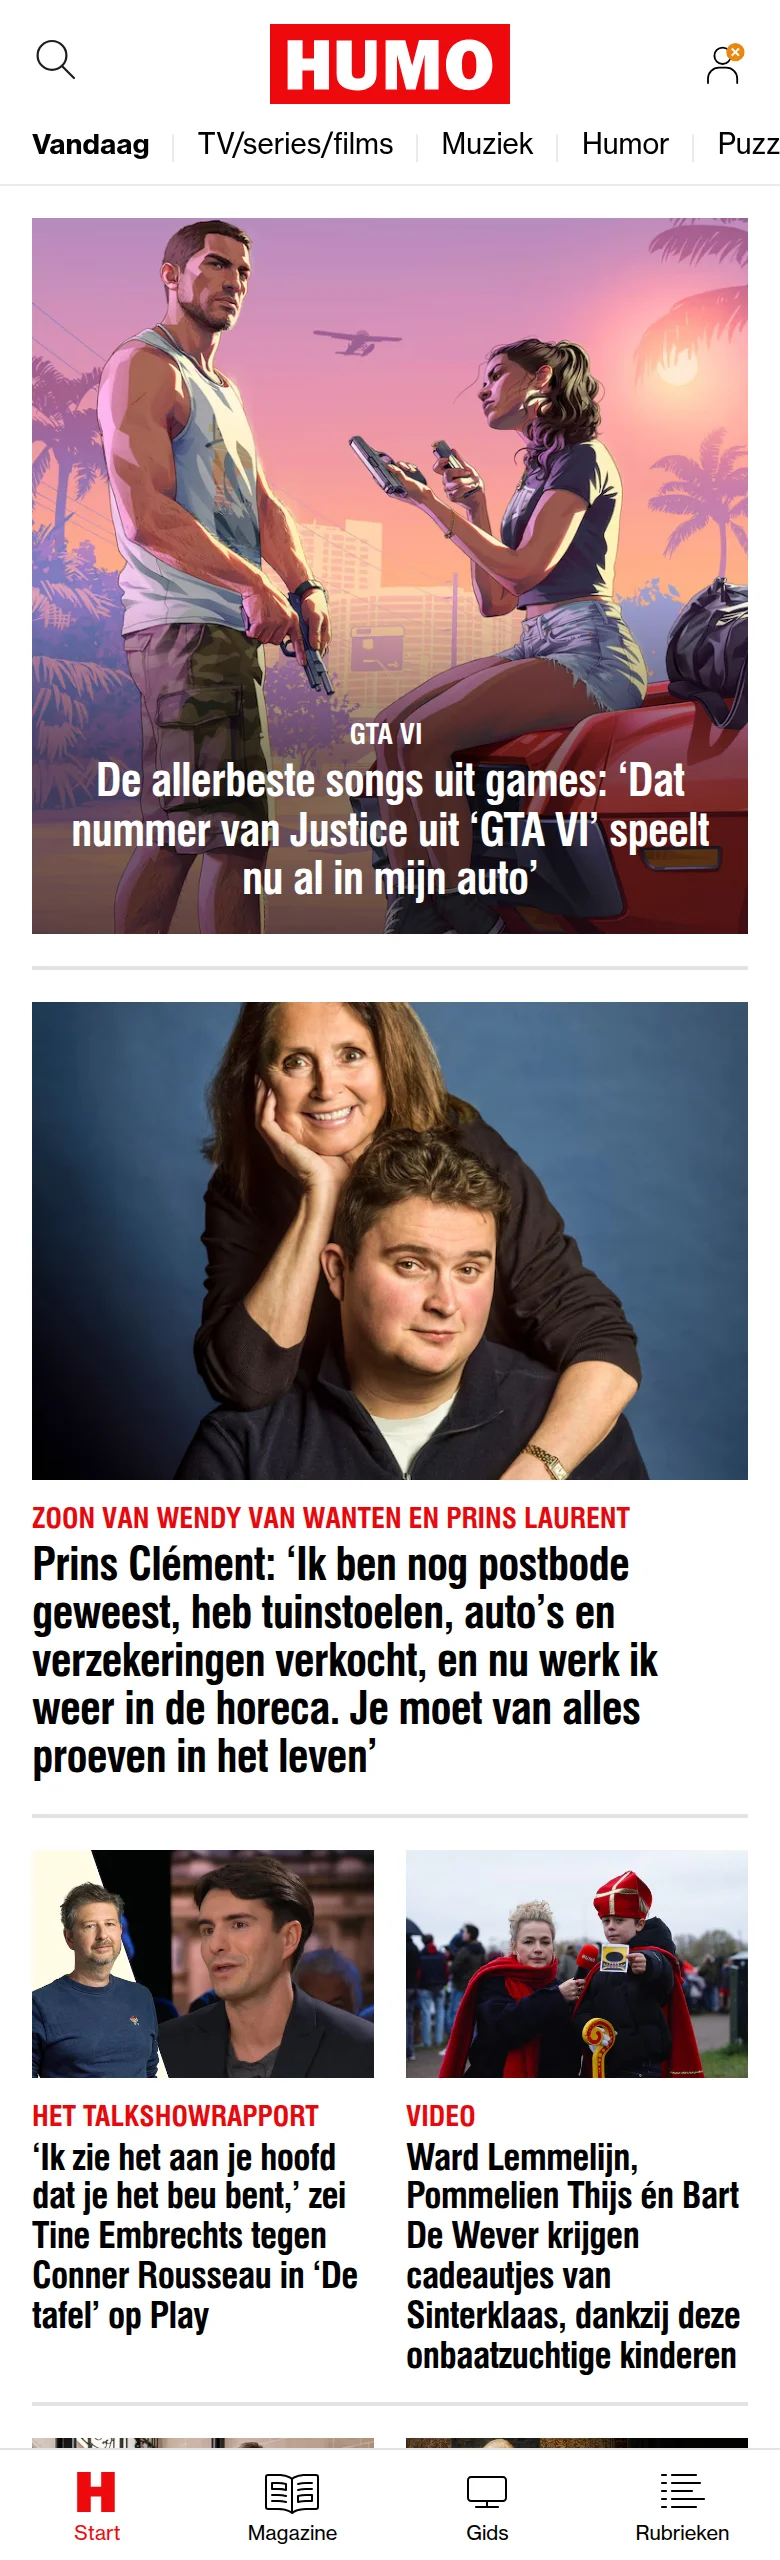 HUMO
Vandaag
TV/series/films
Muziek
Humor
Puzz
GTA VI
De allerbeste songs uit games: ‘Dat
nummer van Justice uit ‘GTA VI’ speelt
nu al in mijn auto’
ZOON VAN WENDY VAN WANTEN EN PRINS LAURENT
Prins Clément: ‘Ik ben nog postbode
geweest, heb tuinstoelen, auto’s en
verzekeringen verkocht, en nu werk ik
weer in de horeca. Je moet van alles
proeven in het leven’
HET TALKSHOWRAPPORT
‘Ik zie het aan je hoofd
dat je het beu bent,’ zei
Tine Embrechts tegen
Conner Rousseau in ‘De
tafel’ op Play
VIDEO
Ward Lemmelijn,
Pommelien Thijs én Bart
De Wever krijgen
cadeautjes van
Sinterklaas, dankzij deze
onbaatzuchtige kinderen
H
Start
Magazine
Gids
Rubrieken